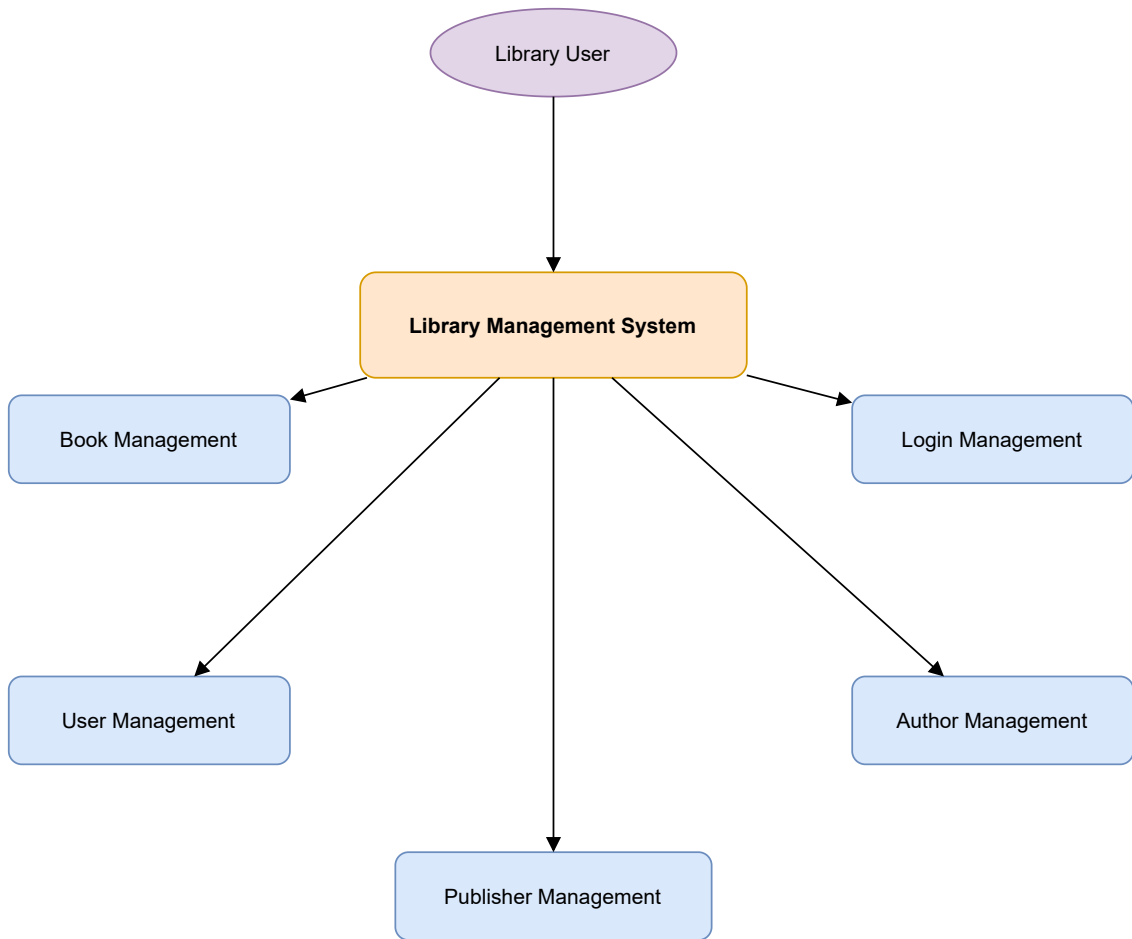 Library User
Library Management System
Book Management
Login Management
User Management
Author Management
Publisher Management